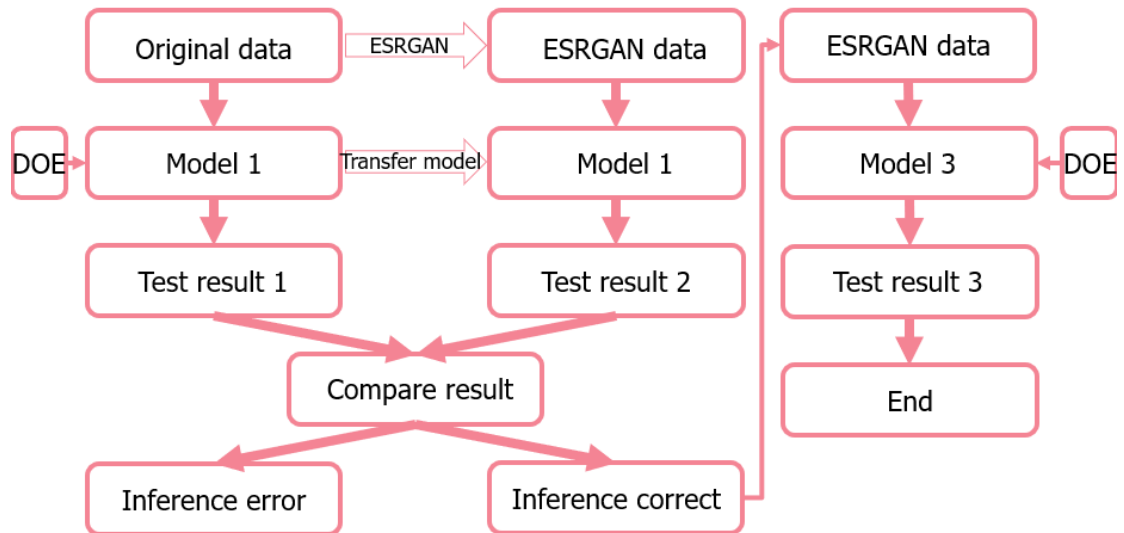 Original data
ESRGAN
ESRGAN data
ESRGAN data
DOE
Model 1
Transfer model
Model 1
Model 3
DOE
Test result 1
Test result 2
Test result 3
Compare result
End
Inference error
Inference correct